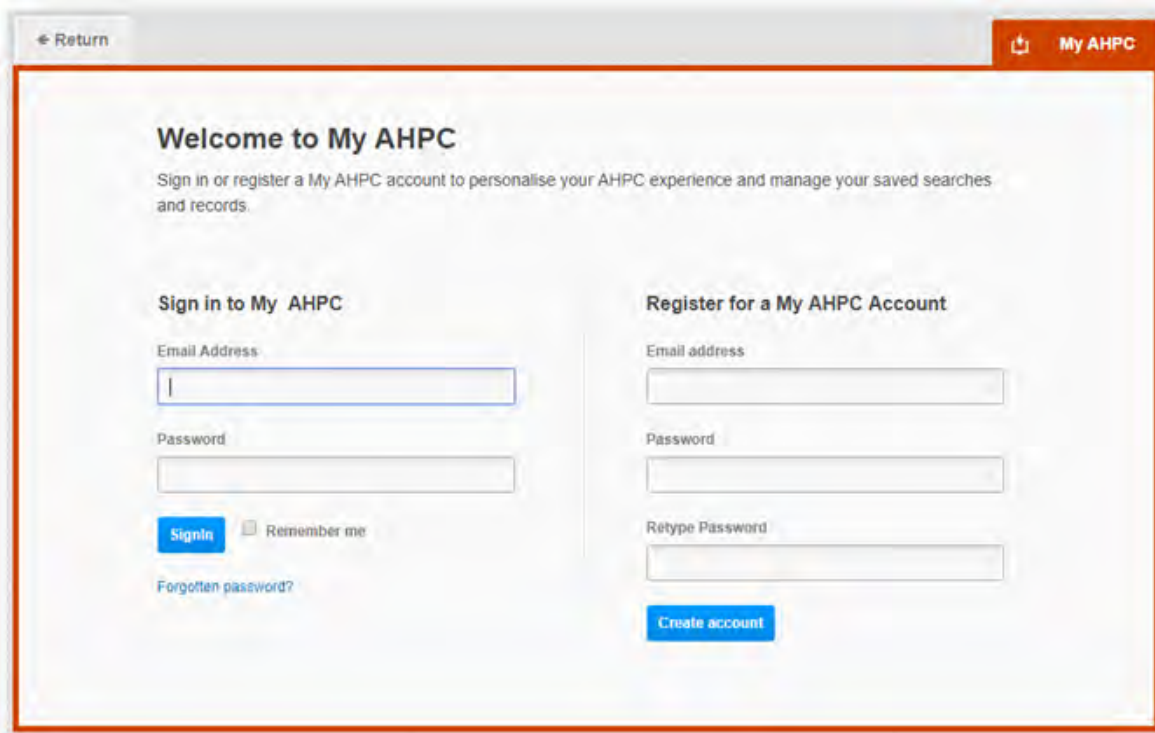 ← Return
My AHPC
Welcome to My AHPC
Sign in or register a My AHPC account to personalise your AHPC experience and manage your saved searches
and records.
Sign in to My AHPC
Email Address
Password
SignIn
Remember me
Forgotten password?
Register for a My AHPC Account
Email address
Password
Retype Password
Create account